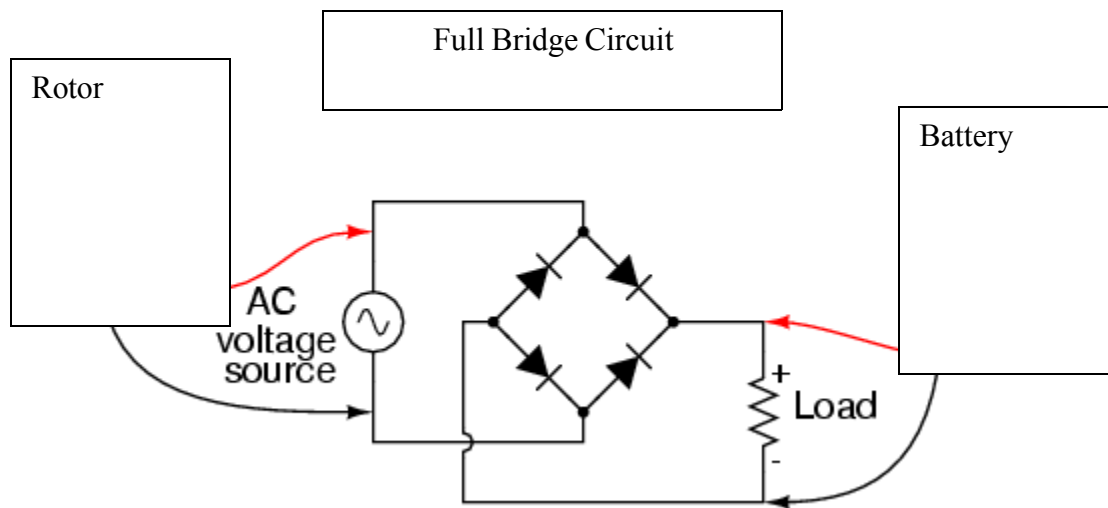 Full Bridge Circuit
Rotor
Battery
AC
voltage
source
+
Load
-